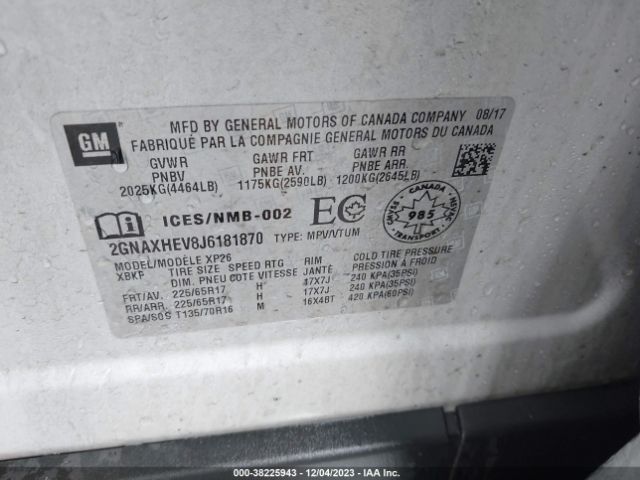 GM
MFD BY GENERAL MOTORS OF CANADA COMPANY 08/17
FABRIQUÉ PAR LA COMPAGNIE GENERAL MOTORS DU CANADA
GVWR GAWR FRT GAWR RR
PNBV PNBE AV. PNBE ARR.
2025KG(4464LB) 1175KG(2590LB) 1200KG(2645LB)
ICES/NMB-002 EC
CANADA
985
TRANSPORT
2GNAXHEV8J6181870 TYPE: MPV/VTUM
MODEL/MODÈLE XP26
XBKF TIRE SIZE SPEED RTG RIM COLD TIRE PRESSURE
DIM. PNEU COTE VITESSE JANTE PRESSION À FROID
FRT/AV. 225/65R17 H 17X7J 240 KPA(35PSI)
RR/ARR. 225/65R17 H 17X7J 240 KPA(35PSI)
SPA/SOS T135/70R16 M 16X4BT 420 KPA(60PSI)
000-38225943 - 12/04/2023 - IAA Inc.